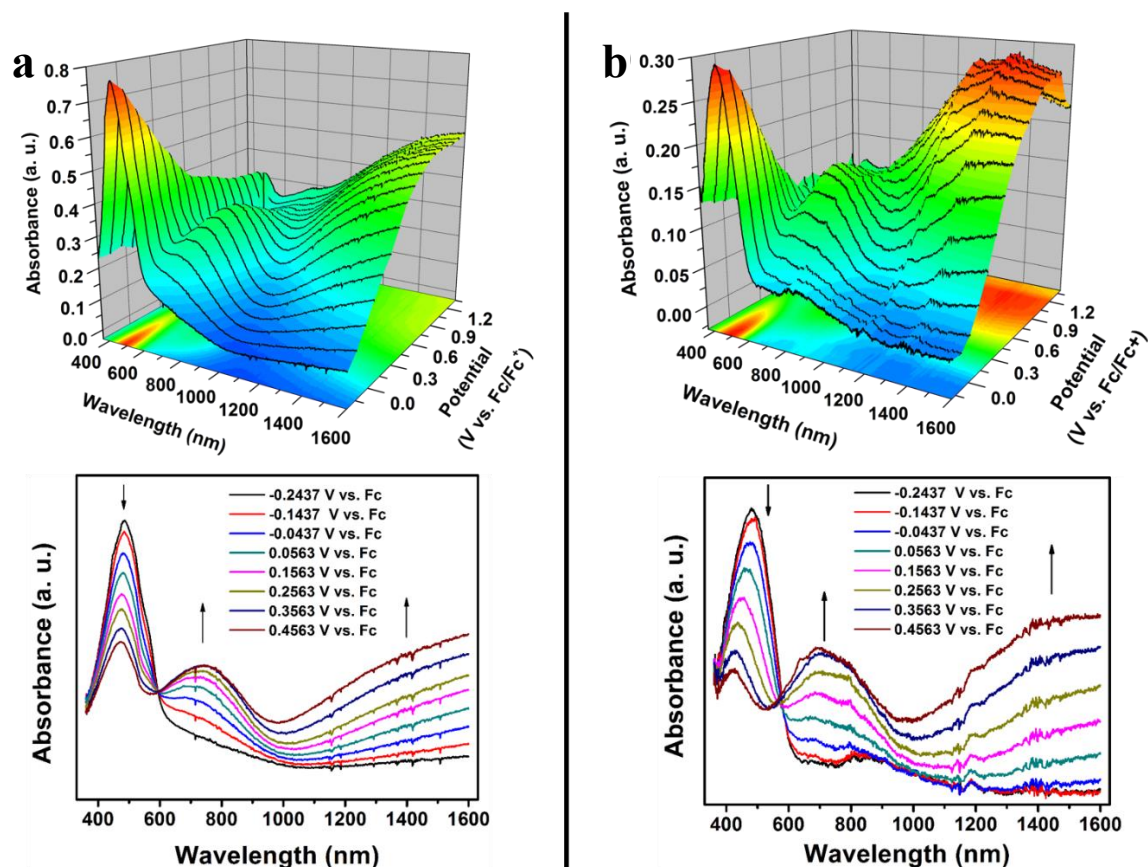 a
0.8
0.7
0.6
0.5
0.4
0.3
0.2
0.1
0.0
Absorbance (a. u.)
400
600
800
1000
1200
1400
1600
Wavelength (nm)
0.0
0.3
0.6
0.9
1.2
Potential
(V vs. Fc/Fc⁺)
-0.2437 V vs. Fc
-0.1437 V vs. Fc
-0.0437 V vs. Fc
0.0563 V vs. Fc
0.1563 V vs. Fc
0.2563 V vs. Fc
0.3563 V vs. Fc
0.4563 V vs. Fc
Absorbance (a. u.)
400 600 800 1000 1200 1400 1600
Wavelength (nm)
b
0.30
0.25
0.20
0.15
0.10
0.05
0.00
Absorbance (a. u.)
400
600
800
1000
1200
1400
1600
Wavelength (nm)
0.0
0.3
0.6
0.9
1.2
Potential
(V vs. Fc/Fc+)
-0.2437 V vs. Fc
-0.1437 V vs. Fc
-0.0437 V vs. Fc
0.0563 V vs. Fc
0.1563 V vs. Fc
0.2563 V vs. Fc
0.3563 V vs. Fc
0.4563 V vs. Fc
Absorbance (a. u.)
400 600 800 1000 1200 1400 1600
Wavelength (nm)